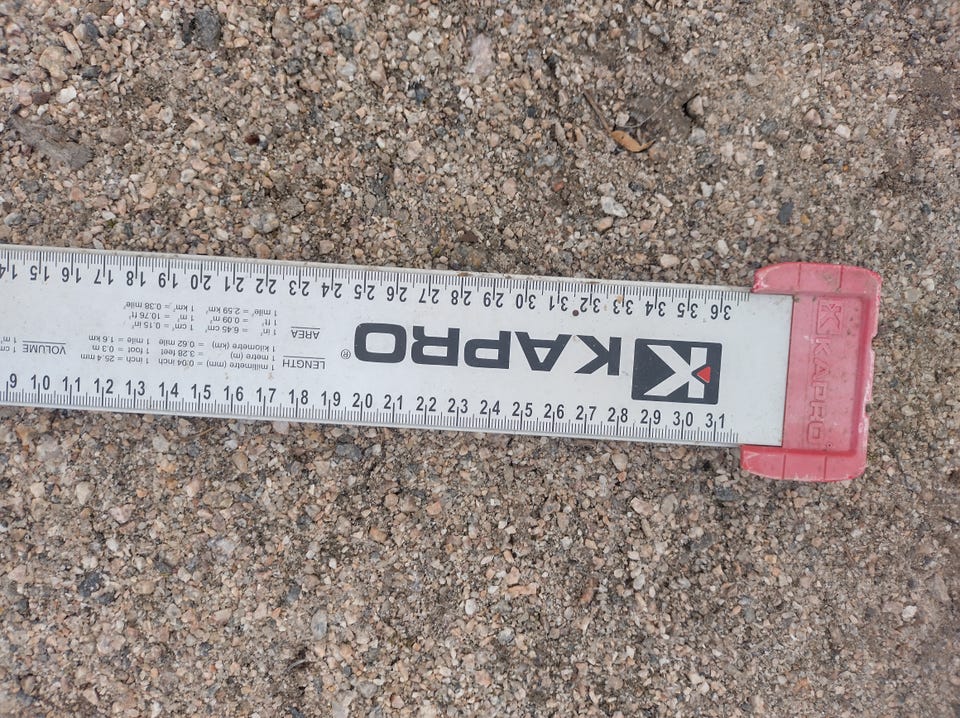 14 15 16 17 18 19 20 21 22 23 24 25 26 27 28 29 30 31 32 33 34 35 36
KAPRO®
LENGTH
1 millimetre (mm) = 0.04 inch 1 inch = 25.4 mm
1 metre (m) = 3.28 feet 1 foot = 0.3 m
1 kilometre (km) = 0.62 mile 1 mile = 1.6 km
AREA
1 in² = 6.45 cm² 1 cm² = 0.15 in²
1 ft² = 0.09 m² 1 m² = 10.76 ft²
1 mile² = 2.59 km² 1 km² = 0.38 mile²
VOLUME
9 10 11 12 13 14 15 16 17 18 19 20 21 22 23 24 25 26 27 28 29 30 31
KAPRO